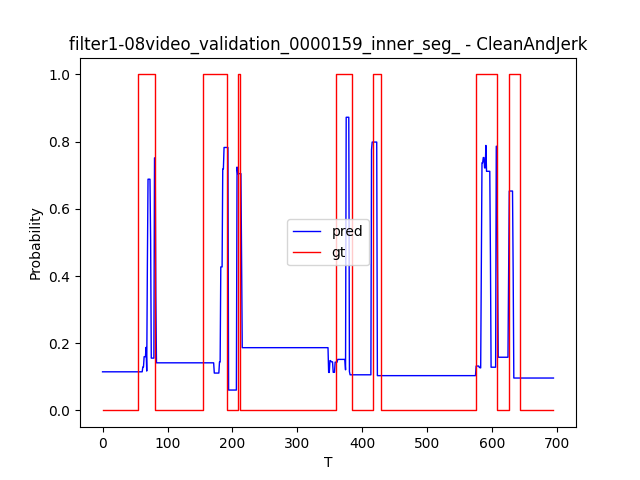 filter1-08video_validation_0000159_inner_seg_ - CleanAndJerk
1.0
0.8
0.6
0.4
0.2
0.0
Probability
pred
gt
0 100 200 300 400 500 600 700
T